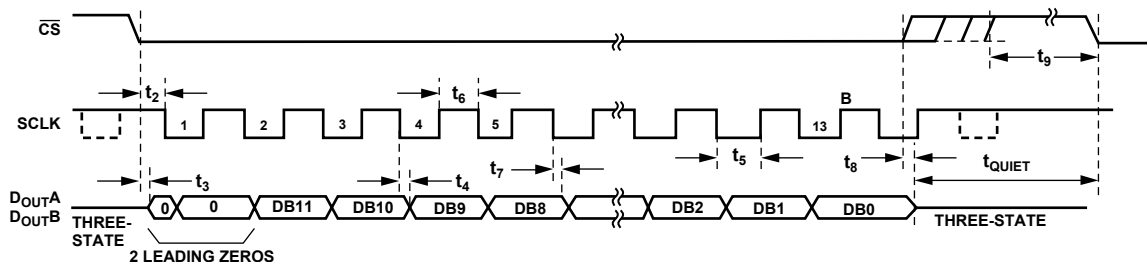 CS
t9
t2
t6
B
SCLK
1
2
3
4
5
13
t7
t5
t8
tQUIET
t3
t4
DOUTA
DOUTB
0
0
DB11
DB10
DB9
DB8
DB2
DB1
DB0
THREE-
STATE
THREE-STATE
2 LEADING ZEROS